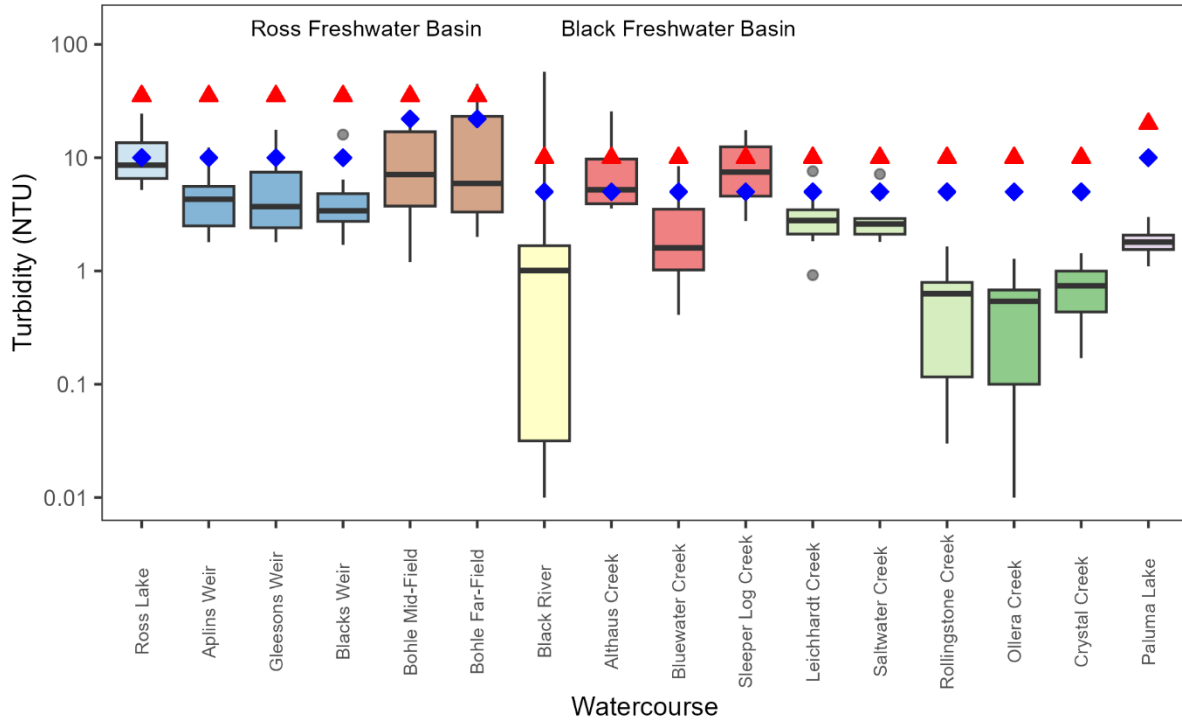 Ross Freshwater Basin
Black Freshwater Basin
Turbidity (NTU)
100
10
1
0.1
0.01
Ross Lake
Aplins Weir
Gleesons Weir
Blacks Weir
Bohle Mid-Field
Bohle Far-Field
Black River
Althaus Creek
Bluewater Creek
Sleeper Log Creek
Leichhardt Creek
Saltwater Creek
Rollingstone Creek
Ollera Creek
Crystal Creek
Paluma Lake
Watercourse